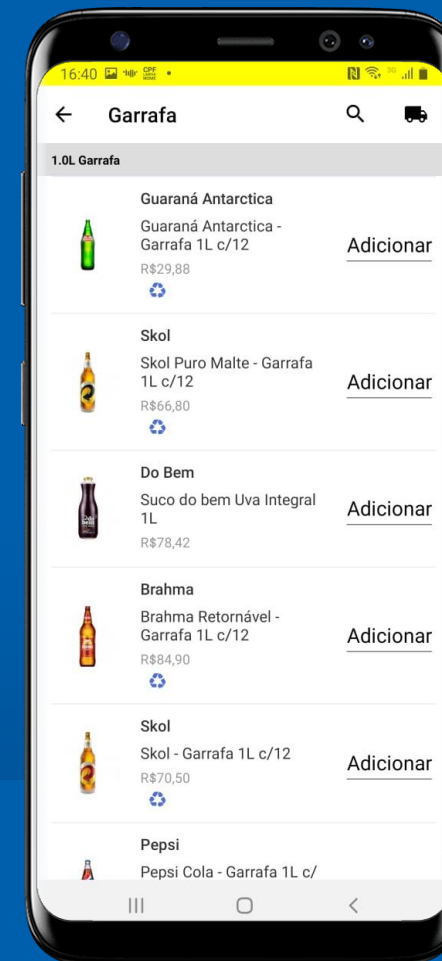 16:40
CPF
Garrafa
1.0L Garrafa
Guaraná Antarctica
Guaraná Antarctica -
Garrafa 1L c/12
R$29,88
Adicionar
Skol
Skol Puro Malte - Garrafa
1L c/12
R$66,80
Adicionar
Do Bem
Suco do bem Uva Integral
1L
R$78,42
Adicionar
Brahma
Brahma Retornável -
Garrafa 1L c/12
R$84,90
Adicionar
Skol
Skol - Garrafa 1L c/12
R$70,50
Adicionar
Pepsi
Pepsi Cola - Garrafa 1L c/